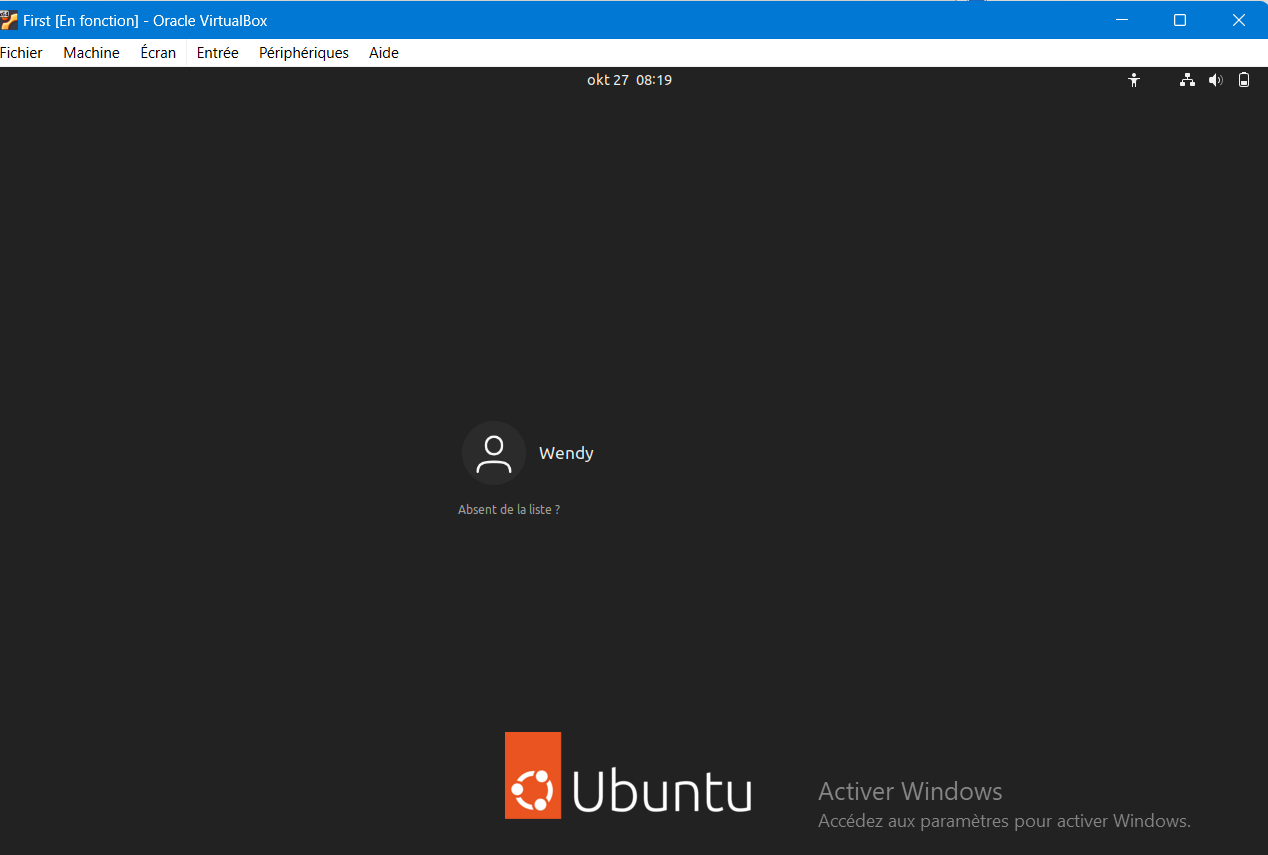 First [En fonction] - Oracle VirtualBox
Fichier Machine Écran Entrée Périphériques Aide
okt 27 08:19
Wendy
Absent de la liste ?
Ubuntu
Activer Windows
Accédez aux paramètres pour activer Windows.